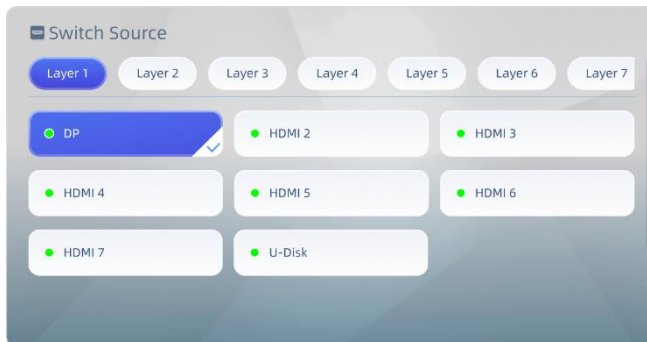 Switch Source
Layer 1 Layer 2 Layer 3 Layer 4 Layer 5 Layer 6 Layer 7
DP HDMI 2 HDMI 3
HDMI 4 HDMI 5 HDMI 6
HDMI 7 U-Disk